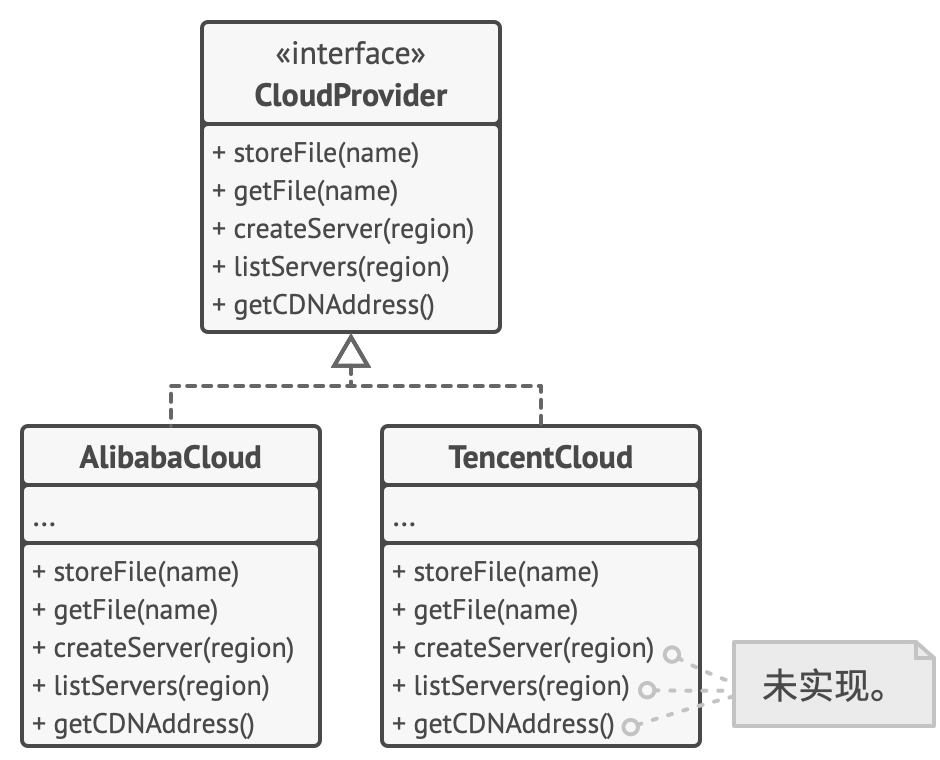 «interface»
CloudProvider
+ storeFile(name)
+ getFile(name)
+ createServer(region)
+ listServers(region)
+ getCDNAddress()
AlibabaCloud
...
+ storeFile(name)
+ getFile(name)
+ createServer(region)
+ listServers(region)
+ getCDNAddress()
TencentCloud
...
+ storeFile(name)
+ getFile(name)
+ createServer(region)
+ listServers(region)
+ getCDNAddress()
未实现。